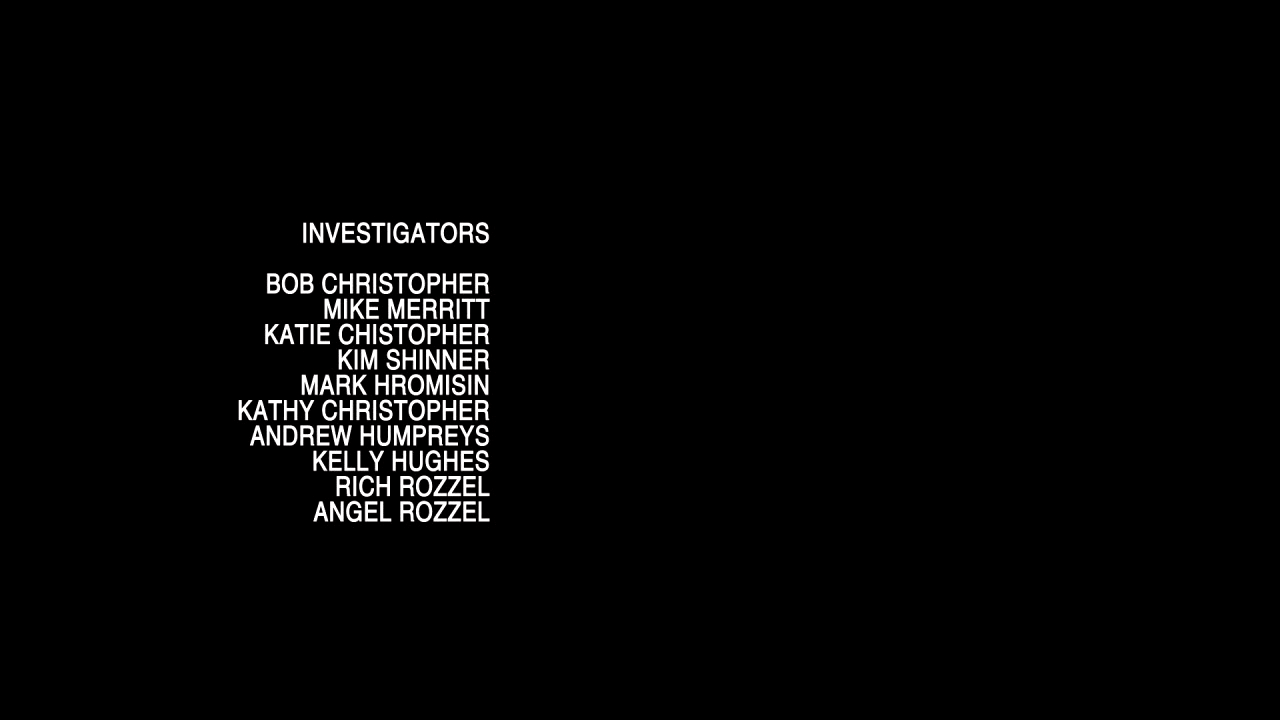 INVESTIGATORS
BOB CHRISTOPHER
MIKE MERRITT
KATIE CHISTOPHER
KIM SHINNER
MARK HROMISIN
KATHY CHRISTOPHER
ANDREW HUMPREYS
KELLY HUGHES
RICH ROZZEL
ANGEL ROZZEL